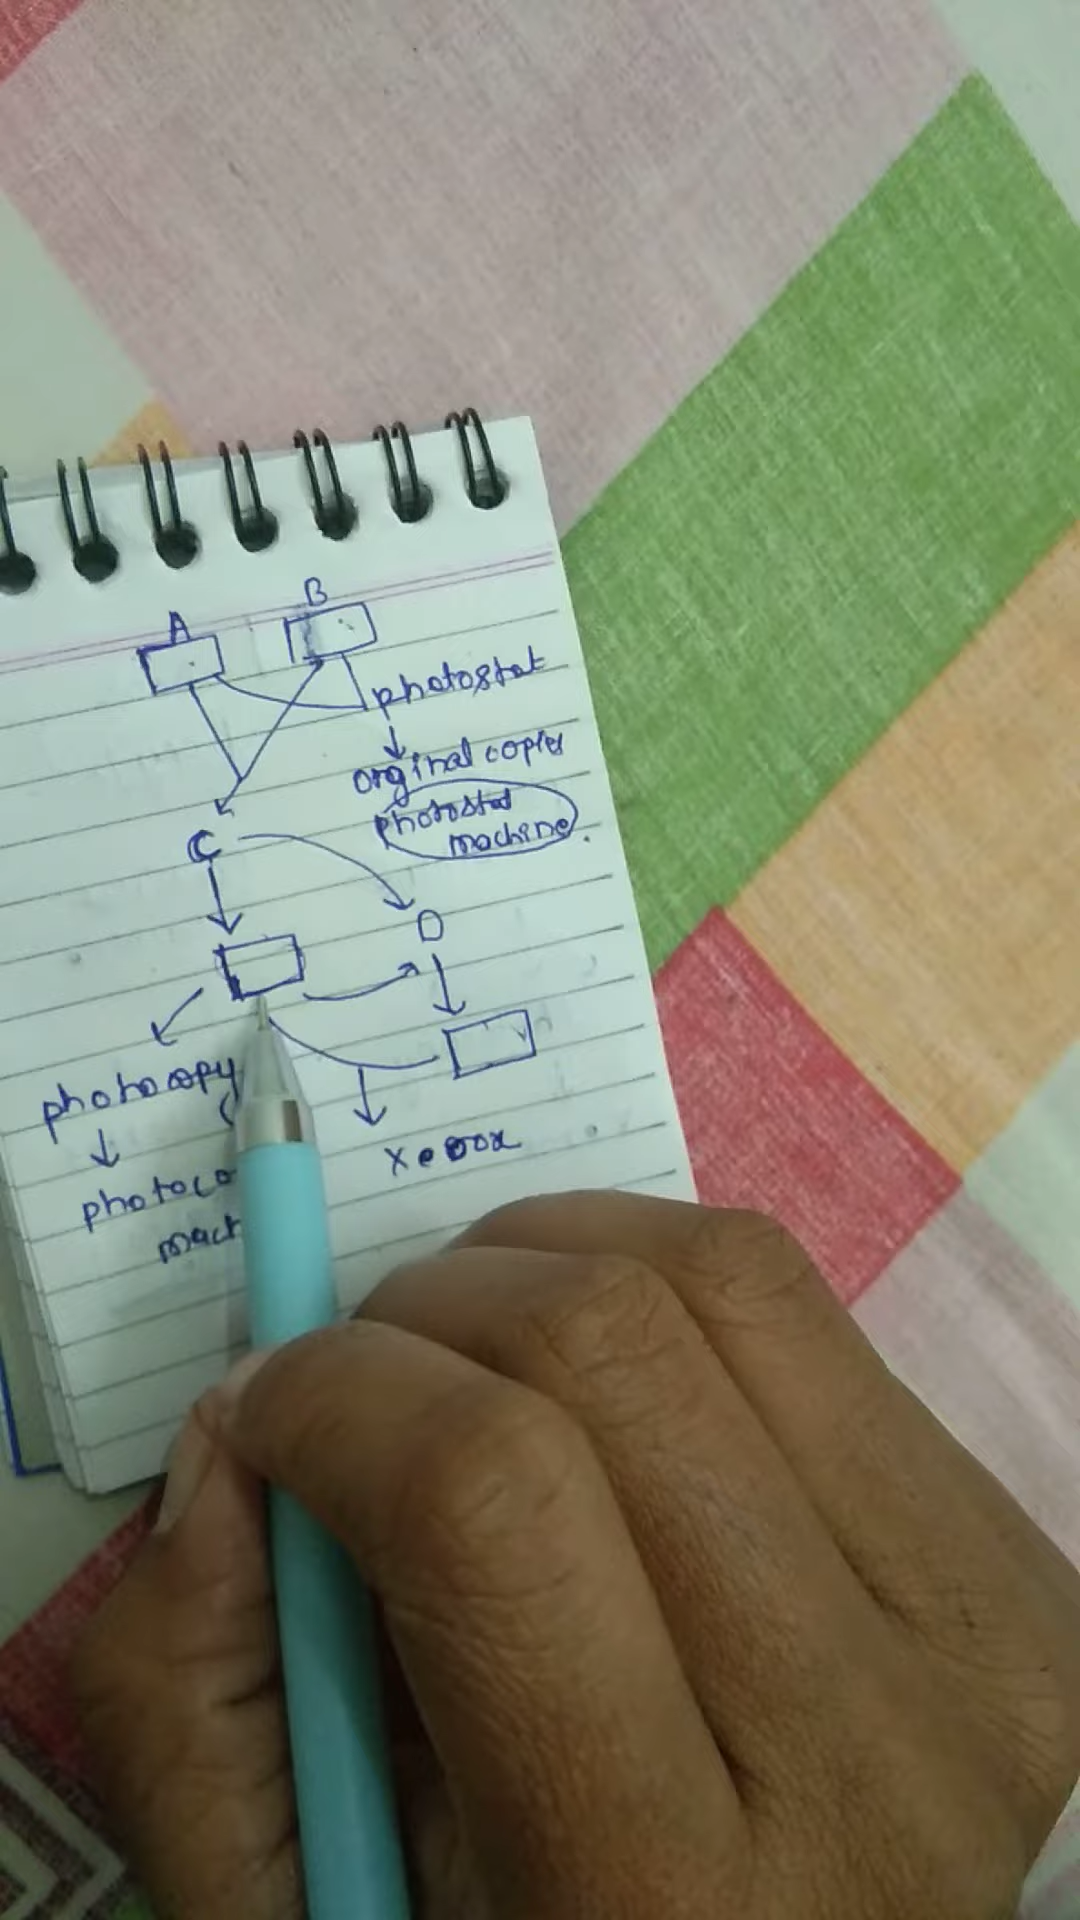 A
B
photostat
orginal copies
photostat
machine
C
D
photocopy
xerox
photoco
mach